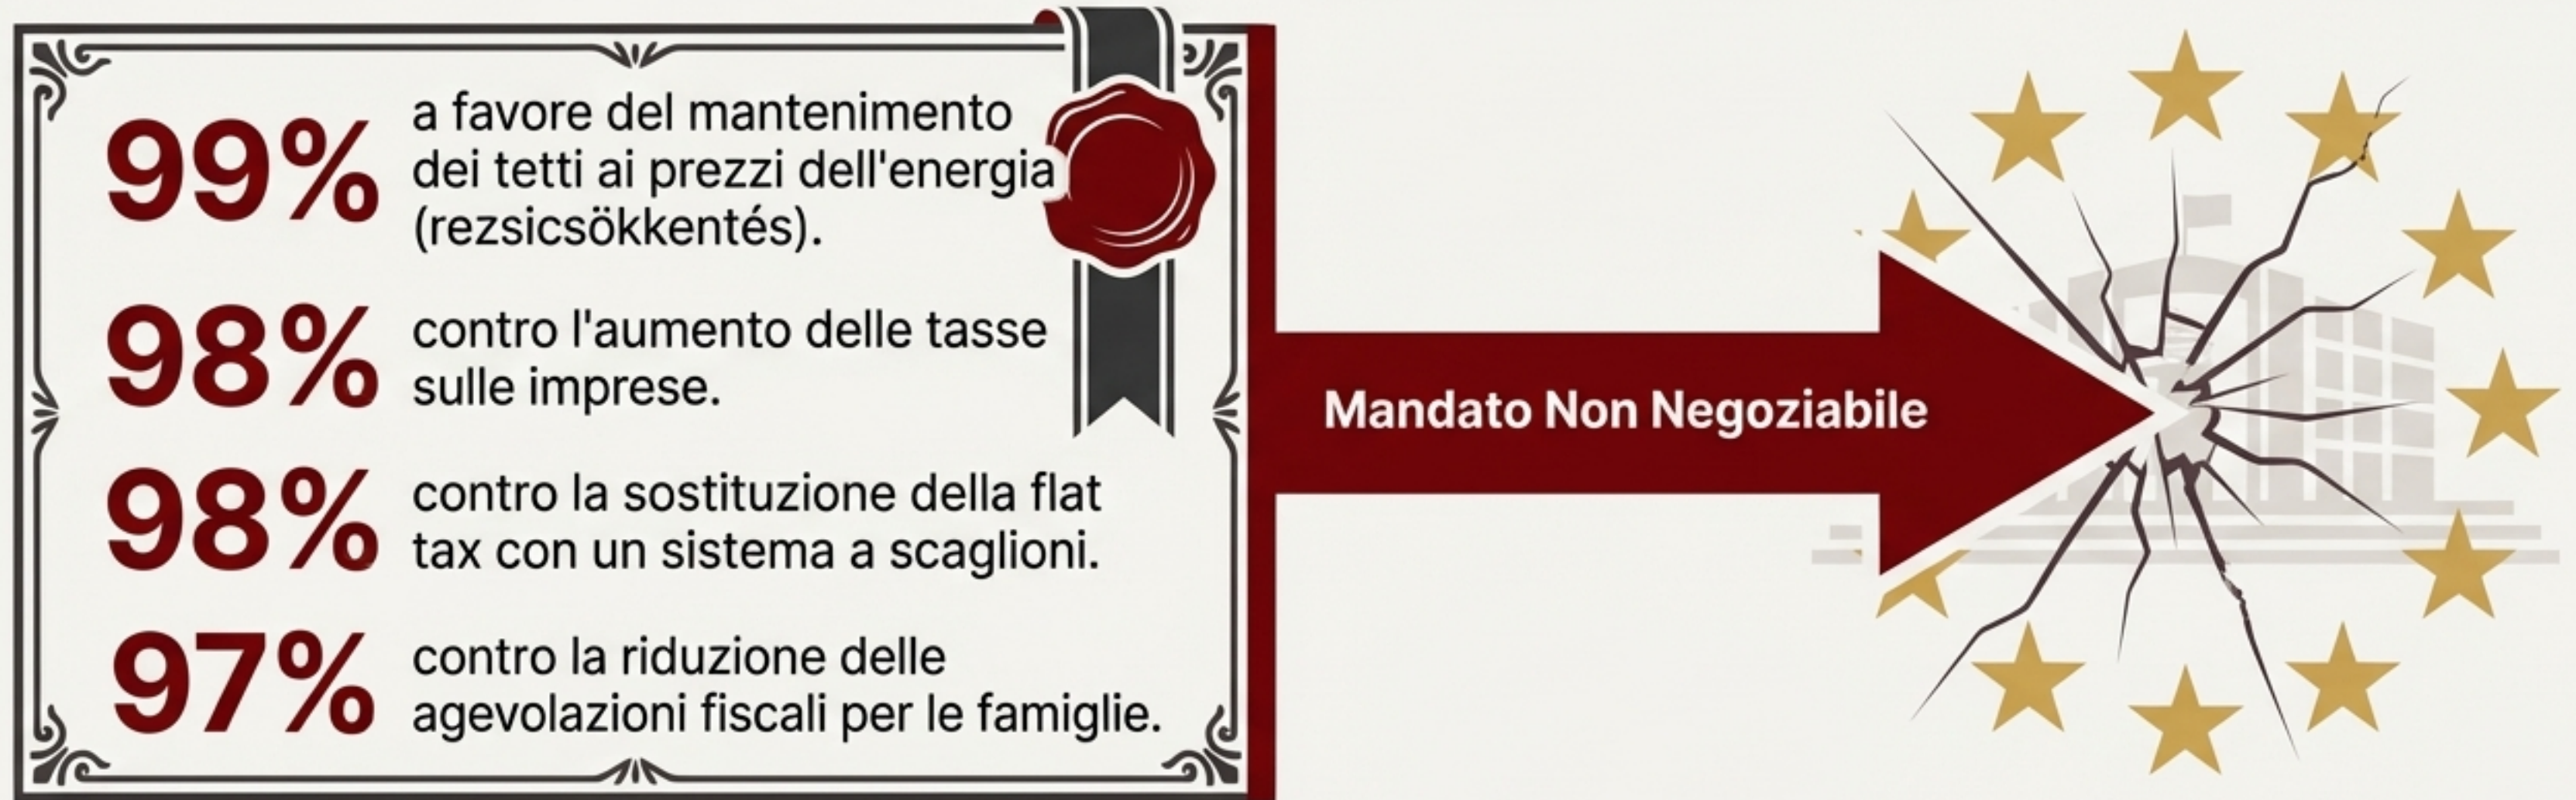 99%
a favore del mantenimento
dei tetti ai prezzi dell'energia
(rezsicsökkentés).
98%
contro l'aumento delle tasse
sulle imprese.
98%
contro la sostituzione della flat
tax con un sistema a scaglioni.
97%
contro la riduzione delle
agevolazioni fiscali per le famiglie.
Mandato Non Negoziabile